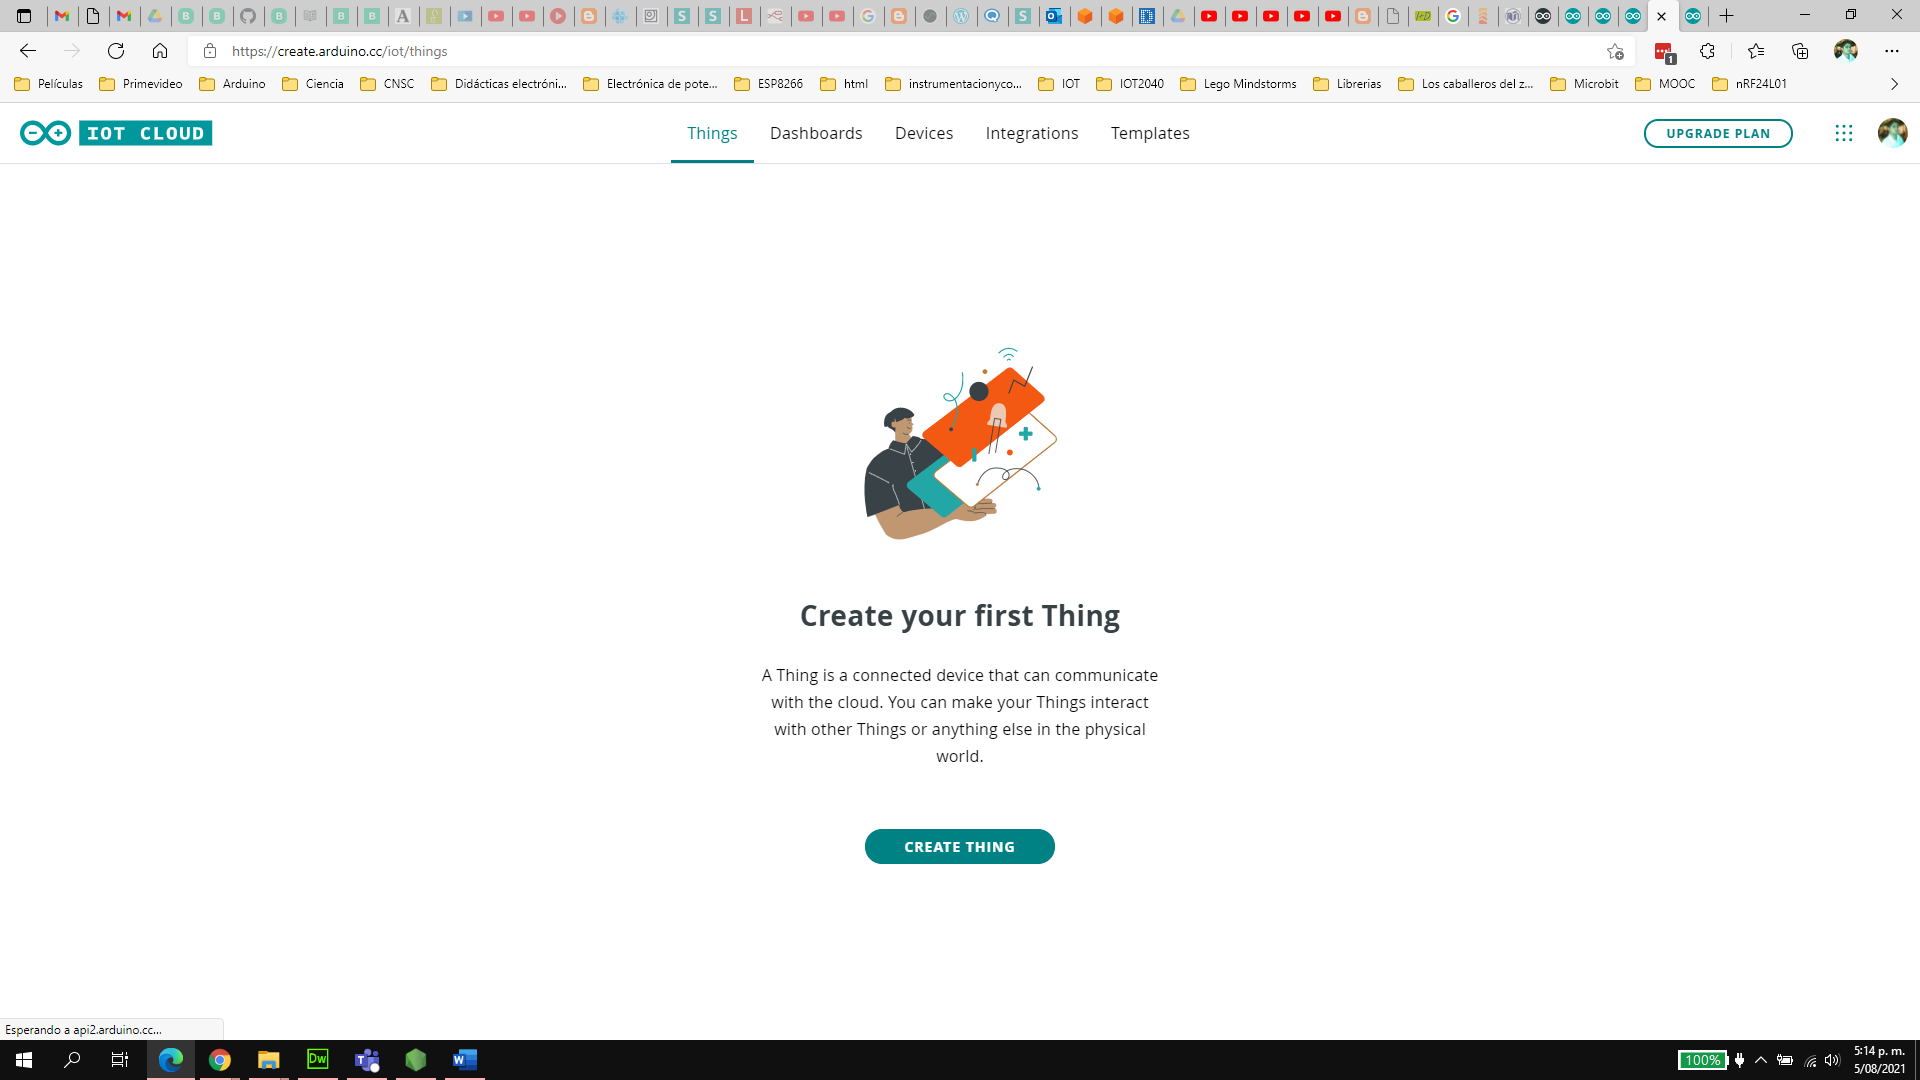 https://create.arduino.cc/iot/things
1
Películas
Primevideo
Arduino
Ciencia
CNSC
Didácticas electróni...
Electrónica de pote...
ESP8266
html
instrumentacionyco...
IOT
IOT2040
Lego Mindstorms
Librerias
Los caballeros del z...
Microbit
MOOC
nRF24L01
IOT CLOUD
Things
Dashboards
Devices
Integrations
Templates
UPGRADE PLAN
Create your first Thing
A Thing is a connected device that can communicate
with the cloud. You can make your Things interact
with other Things or anything else in the physical
world.
CREATE THING
Esperando a api2.arduino.cc...
Dw
100%
5:14 p. m.
5/08/2021